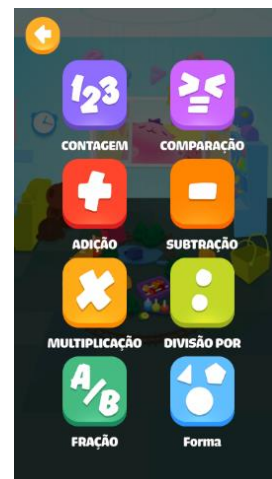 123
CONTAGEM
COMPARAÇÃO
ADIÇÃO
SUBTRAÇÃO
MULTIPLICAÇÃO
DIVISÃO POR
A/B
FRAÇÃO
Forma